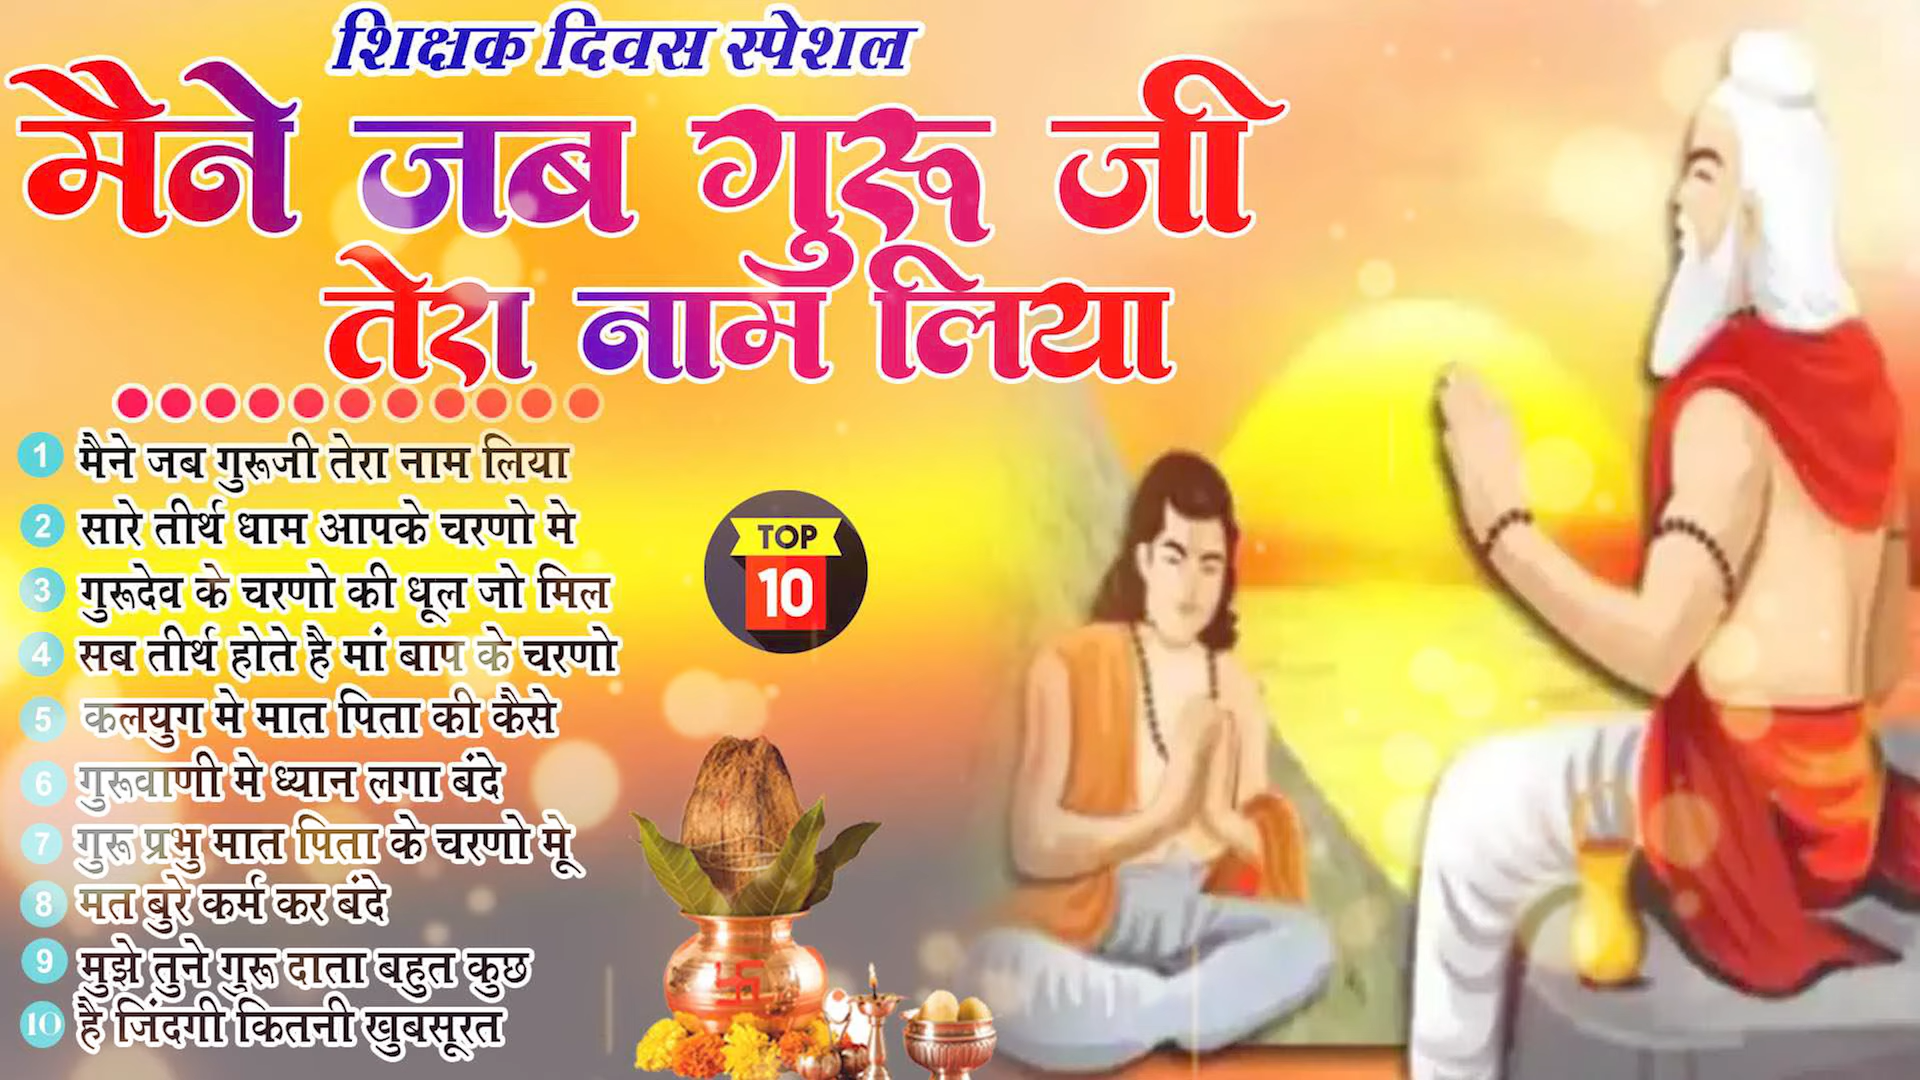 शिक्षक दिवस स्पेशल
मैने जब गुरू जी
तेरा नाम लिया
1 मैने जब गुरूजी तेरा नाम लिया
2 सारे तीर्थ धाम आपके चरणो मे
3 गुरूदेव के चरणो की धूल जो मिल
4 सब तीर्थ होते है मां बाप के चरणो
5 कलयुग मे मात पिता की कैसे
6 गुरूवाणी मे ध्यान लगा बंदे
7 गुरू प्रभु मात पिता के चरणो मेू
8 मत बुरे कर्म कर बंदे
9 मुझे तुने गुरू दाता बहुत कुछ
10 है जिंदगी कितनी खुबसूरत
TOP
10